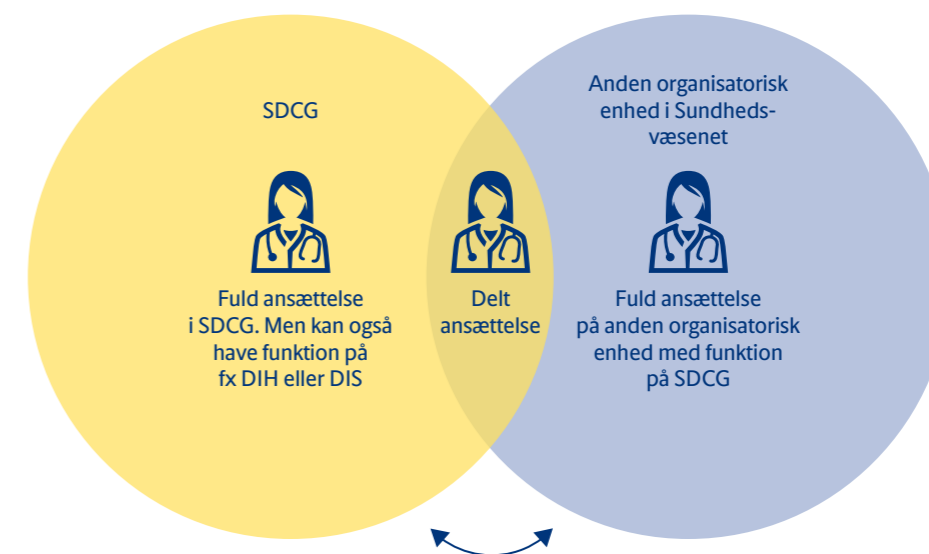 SDCG
Fuld ansættelse
i SDCG. Men kan også
have funktion på
fx DIH eller DIS
Delt
ansættelse
Anden organisatorisk
enhed i Sundheds-
væsenet
Fuld ansættelse
på anden organisatorisk
enhed med funktion
på SDCG